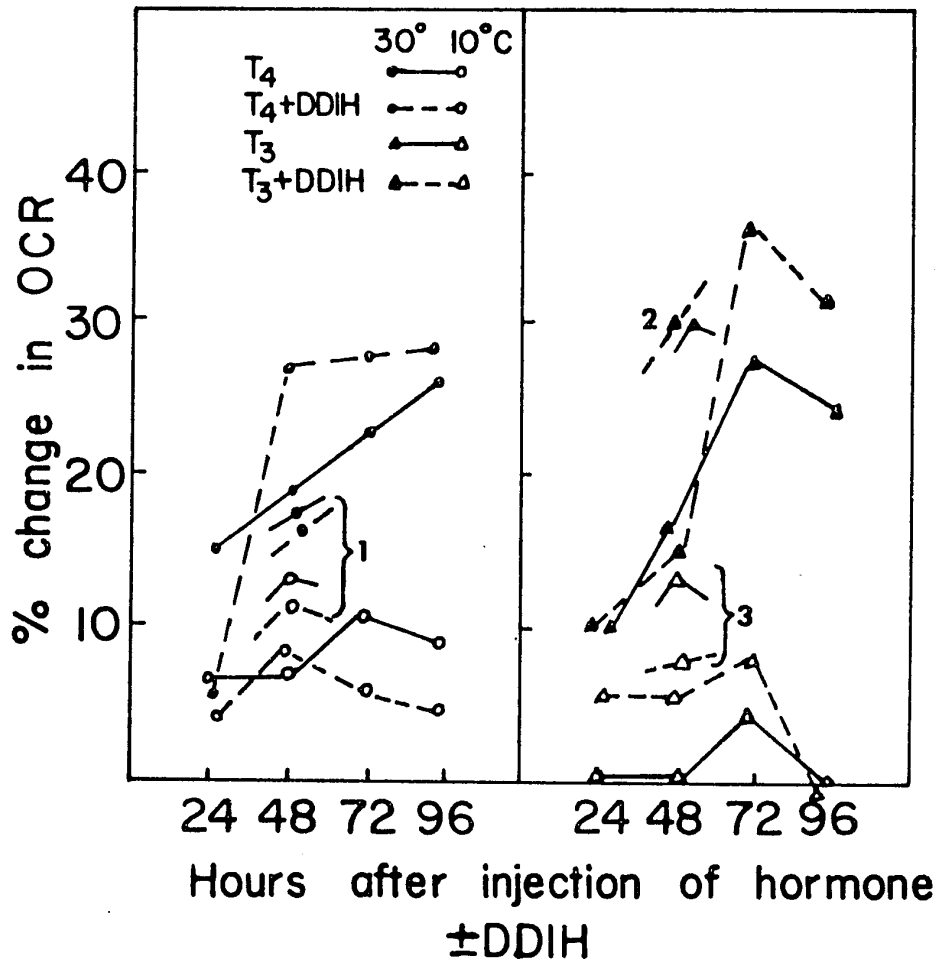 30° 10°C
T4
T4+DDIH
T3
T3+DDIH
% change in OCR
40
30
20
10
1
2
3
24 48 72 96
24 48 72 96
Hours after injection of hormone
±DDIH